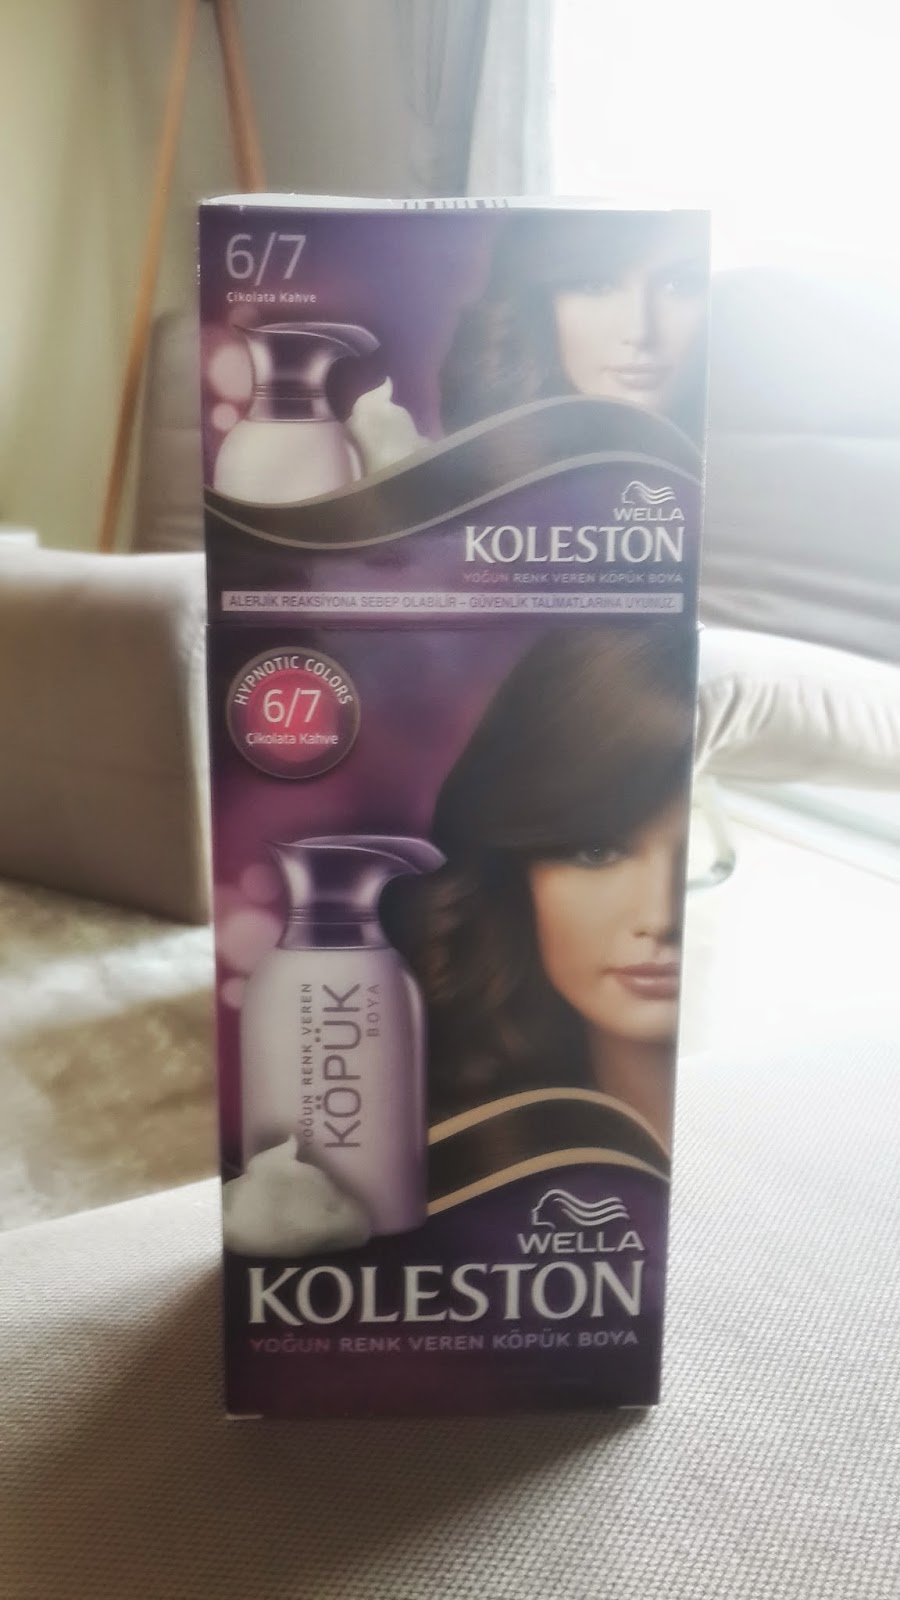 6/7
Çikolata Kahve
WELLA
KOLESTON
YOĞUN RENK VEREN KÖPÜK BOYA
ALERJİK REAKSİYONA SEBEP OLABİLİR – GÜVENLİK TALİMATLARINA UYUNUZ.
HYPNOTIC COLORS
6/7
Çikolata Kahve
YOĞUN RENK VEREN
KÖPÜK
BOYA
WELLA
KOLESTON
YOĞUN RENK VEREN KÖPÜK BOYA